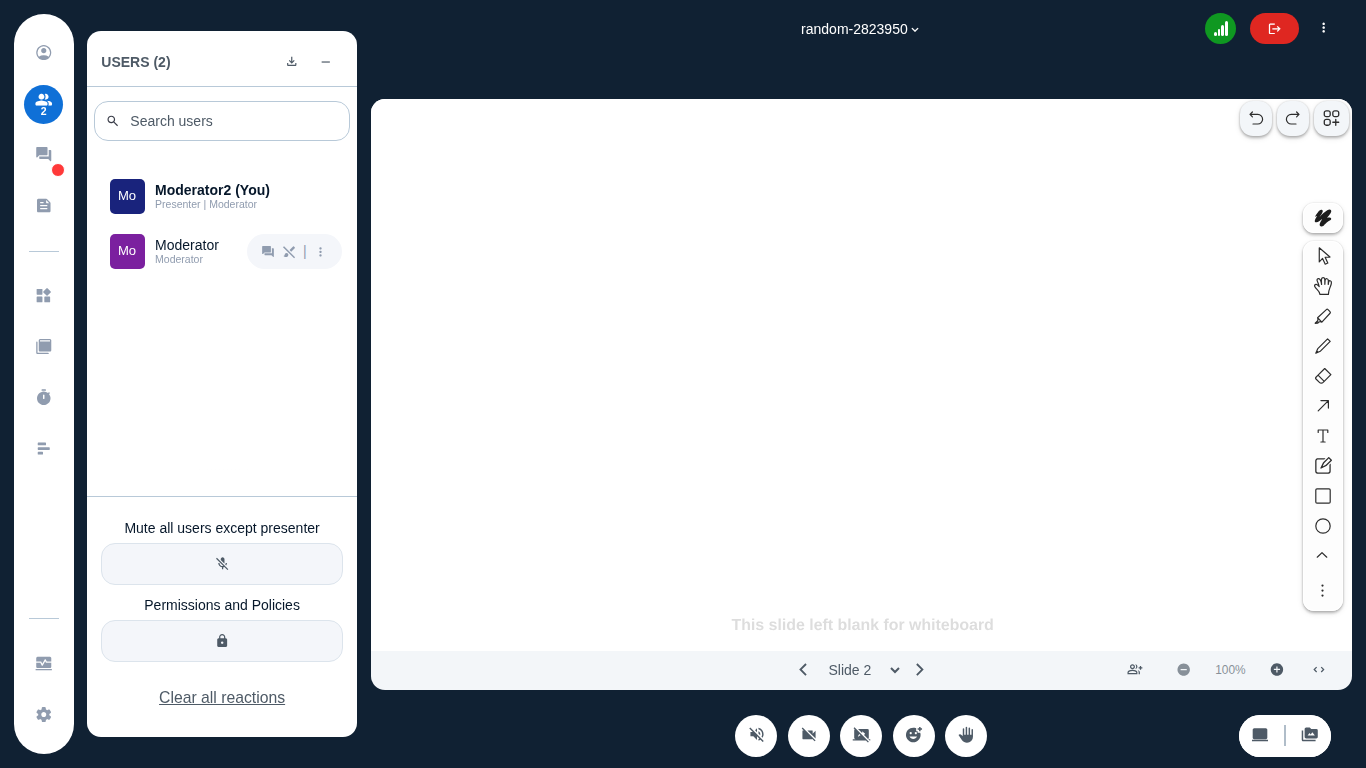 random-2823950
2
USERS (2)
Search users
Mo
Moderator2 (You)
Presenter | Moderator
Mo
Moderator
Moderator
Mute all users except presenter
Permissions and Policies
Clear all reactions
This slide left blank for whiteboard
Slide 2
100%